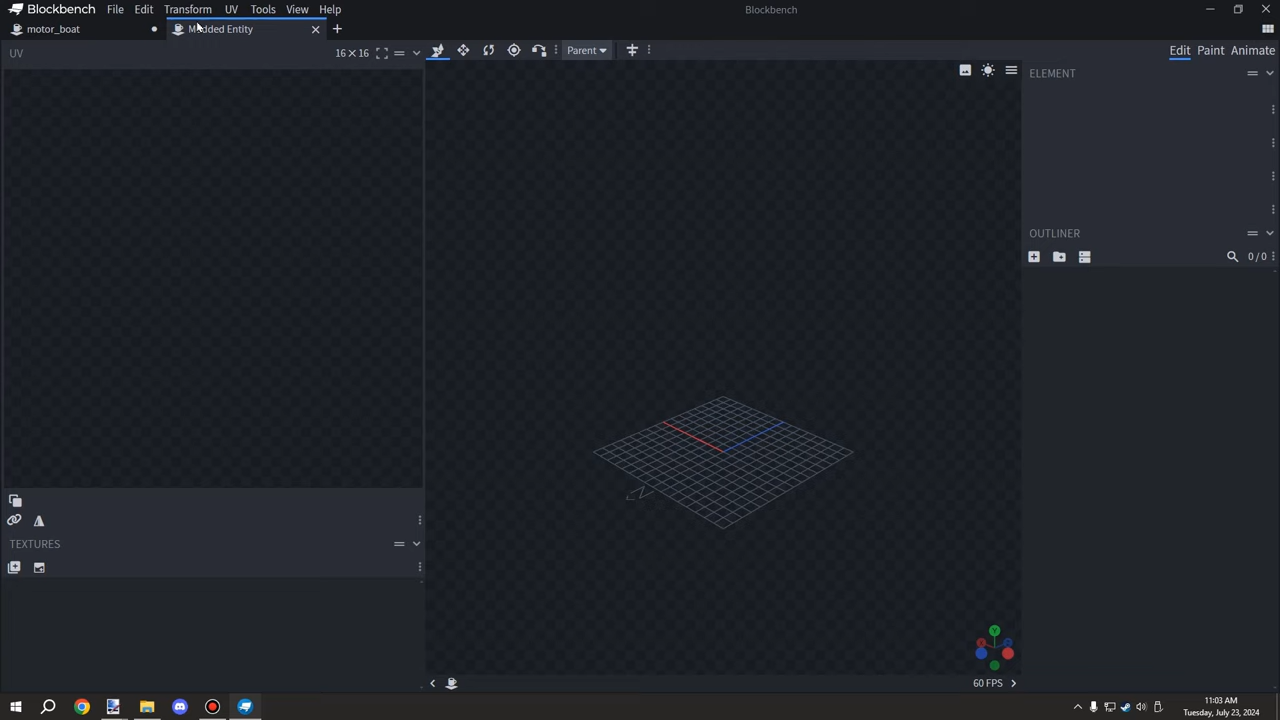 Blockbench File Edit Transform UV Tools View Help Blockbench
motor_boat Modded Entity
UV 16×16 Parent Edit Paint Animate
ELEMENT
OUTLINER
0/0
TEXTURES
60 FPS
11:03 AM
Tuesday, July 23, 2024